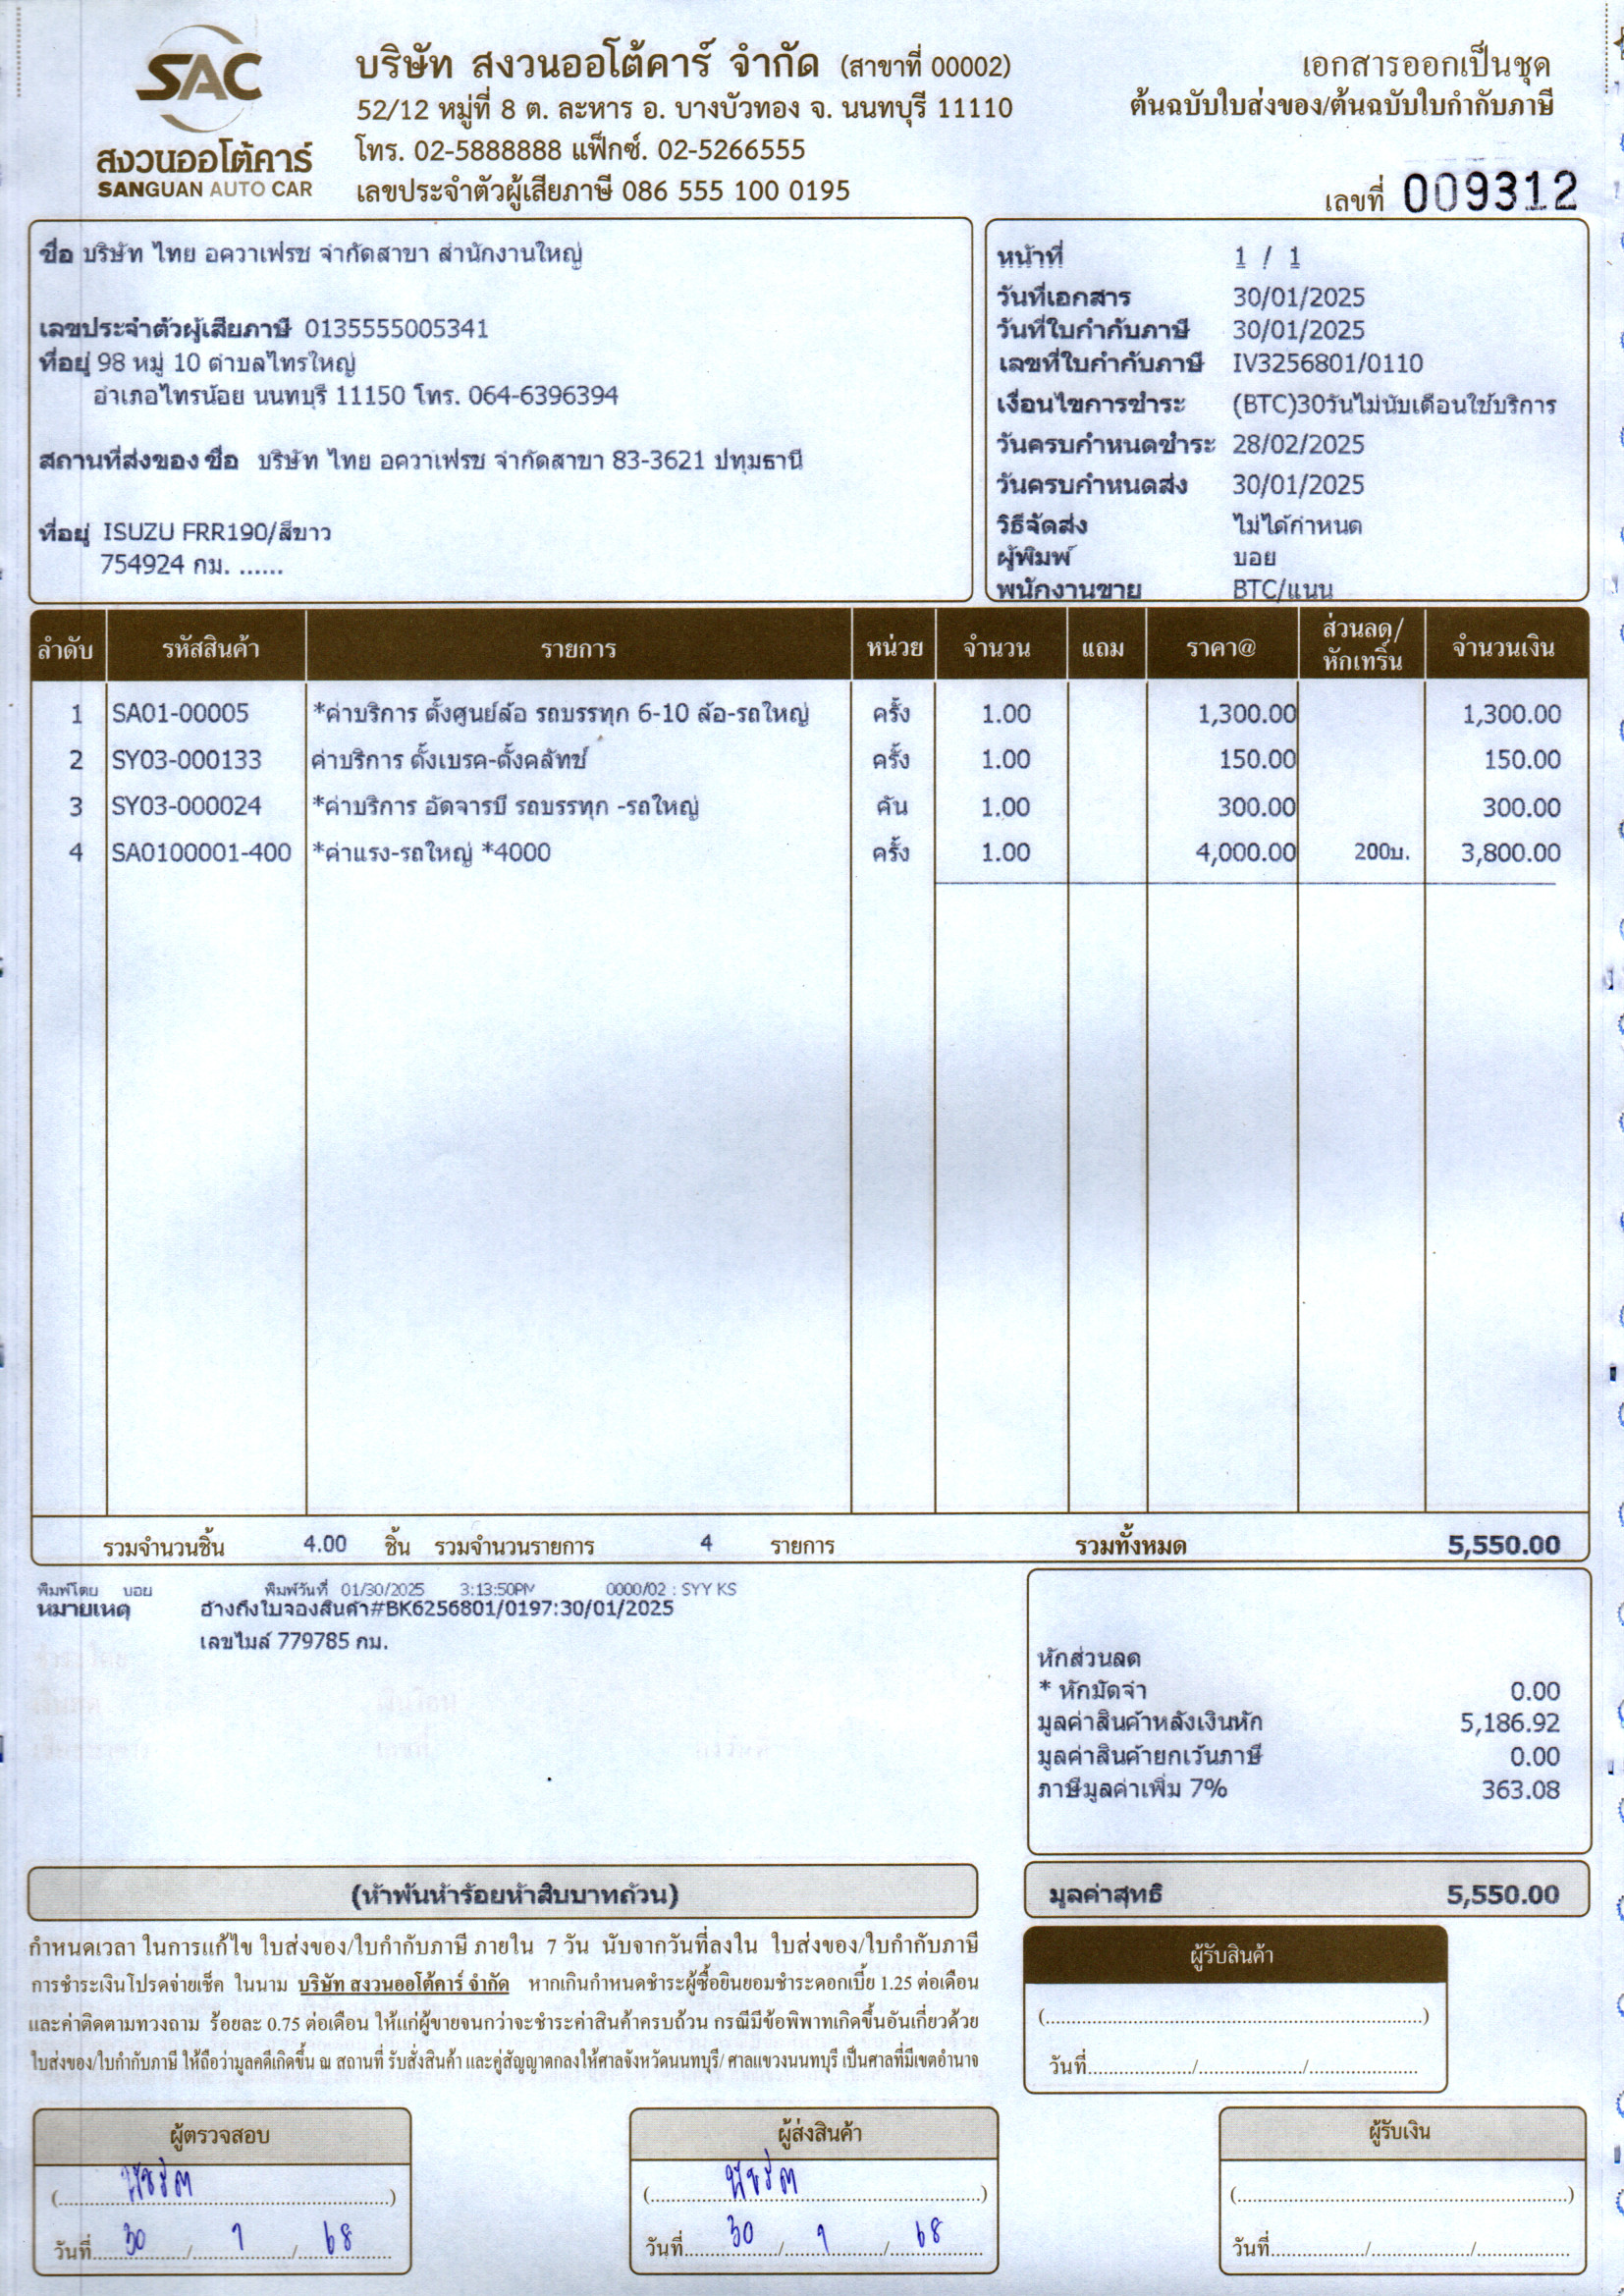 SAC
สงวนออโต้คาร์
SANGUAN AUTO CAR
บริษัท สงวนออโต้คาร์ จำกัด (สาขาที่ 00002)
52/12 หมู่ที่ 8 ต. ละหาร อ. บางบัวทอง จ. นนทบุรี 11110
โทร. 02-5888888 แฟ็กซ์. 02-5266555
เลขประจำตัวผู้เสียภาษี 086 555 100 0195
เอกสารออกเป็นชุด
ต้นฉบับใบส่งของ/ต้นฉบับใบกำกับภาษี
เลขที่ 009312
ชื่อ บริษัท ไทย อควาเฟรช จำกัดสาขา สำนักงานใหญ่
เลขประจำตัวผู้เสียภาษี 0135555005341
ที่อยู่ 98 หมู่ 10 ตำบลไทรใหญ่
อำเภอไทรน้อย นนทบุรี 11150 โทร. 064-6396394
สถานที่ส่งของ ชื่อ บริษัท ไทย อควาเฟรช จำกัดสาขา 83-3621 ปทุมธานี
ที่อยู่ ISUZU FRR190/สีขาว
754924 กม. ......
หน้าที่ 1 / 1
วันที่เอกสาร 30/01/2025
วันที่ใบกำกับภาษี 30/01/2025
เลขที่ใบกำกับภาษี IV3256801/0110
เงื่อนไขการชำระ (BTC)30วันไม่นับเดือนใช้บริการ
วันครบกำหนดชำระ 28/02/2025
วันครบกำหนดส่ง 30/01/2025
วิธีจัดส่ง ไม่ได้กำหนด
ผู้พิมพ์ บอย
พนักงานขาย BTC/แนน
ลำดับ รหัสสินค้า รายการ หน่วย จำนวน แถม ราคา@ ส่วนลด/หักเทริ์น จำนวนเงิน
1 SA01-00005 *ค่าบริการ ตั้งศูนย์ล้อ รถบรรทุก 6-10 ล้อ-รถใหญ่ ครั้ง 1.00 1,300.00 1,300.00
2 SY03-000133 ค่าบริการ ตั้งเบรค-ตั้งคลัทช์ ครั้ง 1.00 150.00 150.00
3 SY03-000024 *ค่าบริการ อัดจารบี รถบรรทุก -รถใหญ่ คัน 1.00 300.00 300.00
4 SA0100001-400 *ค่าแรง-รถใหญ่ *4000 ครั้ง 1.00 4,000.00 200บ. 3,800.00
รวมจำนวนชิ้น 4.00 ชิ้น รวมจำนวนรายการ 4 รายการ รวมทั้งหมด 5,550.00
พิมพ์โดย บอย พิมพ์วันที่ 01/30/2025 3:13:50PM 0000/02 : SYY KS
หมายเหตุ อ้างถึงใบจองสินค้า#BK6256801/0197:30/01/2025
เลขไมล์ 779785 กม.
หักส่วนลด
* หักมัดจำ 0.00
มูลค่าสินค้าหลังเงินหัก 5,186.92
มูลค่าสินค้ายกเว้นภาษี 0.00
ภาษีมูลค่าเพิ่ม 7% 363.08
(ห้าพันห้าร้อยห้าสิบบาทถ้วน)
มูลค่าสุทธิ 5,550.00
กำหนดเวลา ในการแก้ไข ใบส่งของ/ใบกำกับภาษี ภายใน 7 วัน นับจากวันที่ลงใน ใบส่งของ/ใบกำกับภาษี
การชำระเงินโปรดจ่ายเช็ค ในนาม บริษัท สงวนออโต้คาร์ จำกัด หากเกินกำหนดชำระผู้ซื้อยินยอมชำระดอกเบี้ย 1.25 ต่อเดือน
และค่าติดตามทวงถาม ร้อยละ 0.75 ต่อเดือน ให้แก่ผู้ขายจนกว่าจะชำระค่าสินค้าครบถ้วน กรณีมีข้อพิพาทเกิดขึ้นอันเกี่ยวด้วย
ใบส่งของ/ใบกำกับภาษี ให้ถือว่ามูลคดีเกิดขึ้น ณ สถานที่ รับสั่งสินค้า และคู่สัญญาตกลงให้ศาลจังหวัดนนทบุรี/ ศาลแขวงนนทบุรี เป็นศาลที่มีเขตอำนาจ
ผู้รับสินค้า
(..........)
วันที่........../........../..........
ผู้ตรวจสอบ
วันที่ 30 / 1 / 68
ผู้ส่งสินค้า
วันที่ 30 / 1 / 68
ผู้รับเงิน
(..........)
วันที่........../........../..........